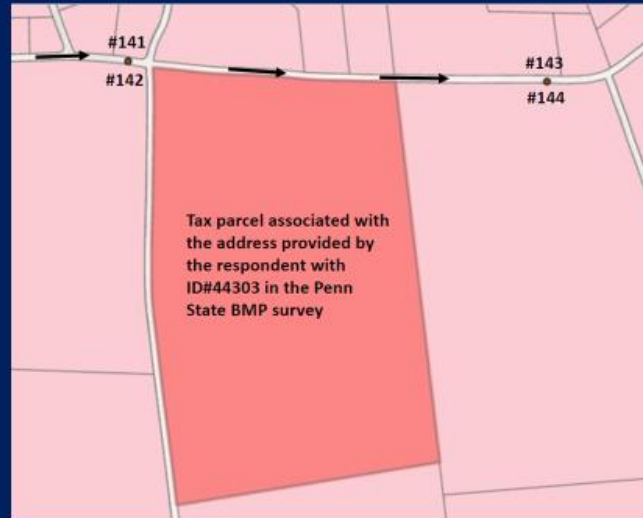 #141
#142
#143
#144
Tax parcel associated with
the address provided by
the respondent with
ID#44303 in the Penn
State BMP survey